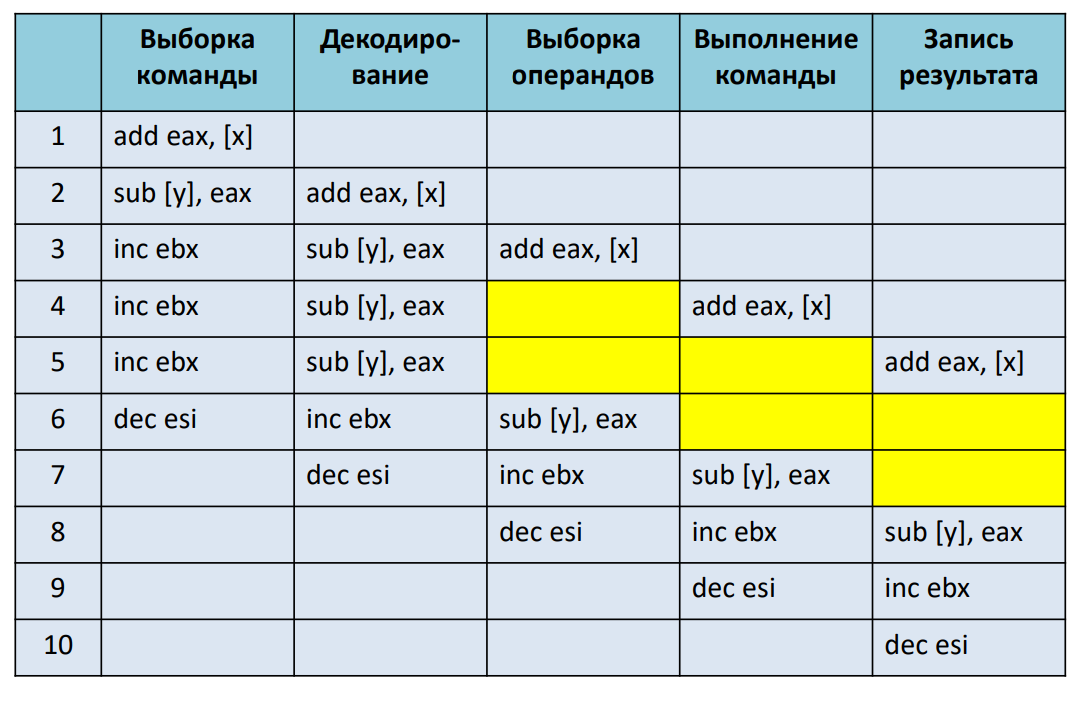 Выборка команды Декодиро-вание Выборка операндов Выполнение команды Запись результата
1 add eax, [x]
2 sub [y], eax add eax, [x]
3 inc ebx sub [y], eax add eax, [x]
4 inc ebx sub [y], eax add eax, [x]
5 inc ebx sub [y], eax add eax, [x]
6 dec esi inc ebx sub [y], eax
7 dec esi inc ebx sub [y], eax
8 dec esi inc ebx sub [y], eax
9 dec esi inc ebx
10 dec esi